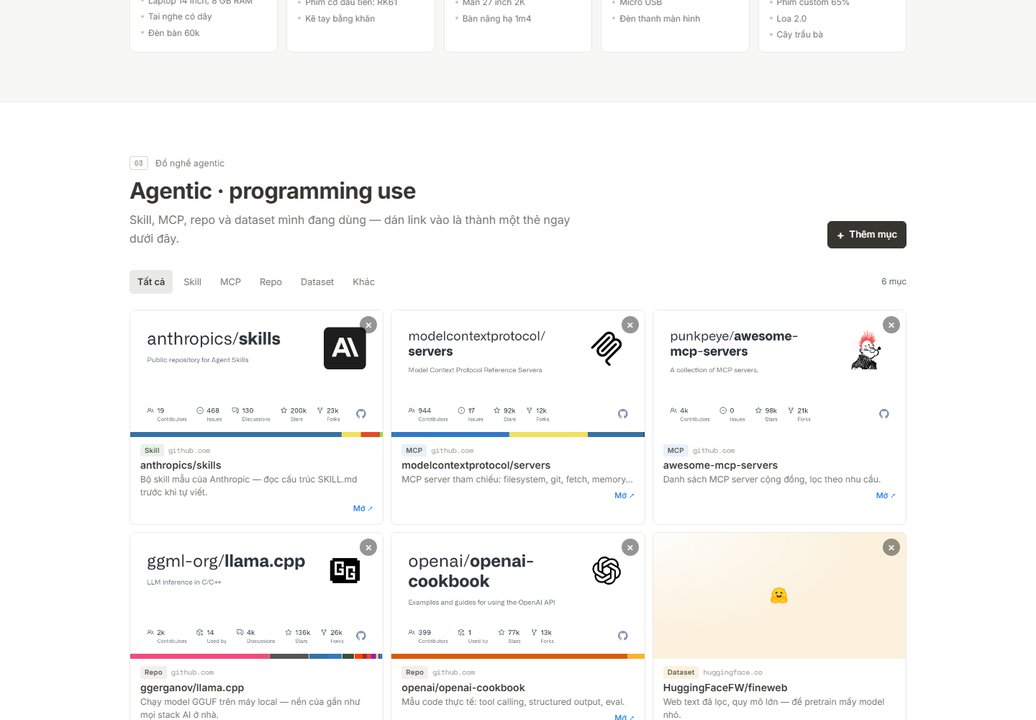 Laptop 14 inch, 8 GB RAM
Tai nghe có dây
Đèn bàn 60k
Phím cơ đầu tiên: RK61
Kê tay bằng khăn
Màn 27 inch 2K
Bàn nâng hạ 1m4
Micro USB
Đèn thanh màn hình
Phím custom 65%
Loa 2.0
Cây trầu bà
03 Đồ nghề agentic
Agentic · programming use
Skill, MCP, repo và dataset mình đang dùng — dán link vào là thành một thẻ ngay
dưới đây.
+ Thêm mục
Tất cả Skill MCP Repo Dataset Khác
6 mục
anthropics/skills
Public repository for Agent Skills
19 Contributors
468 Issues
130 Discussions
200k Stars
23k Forks
Skill github.com
anthropics/skills
Bộ skill mẫu của Anthropic — đọc cấu trúc SKILL.md
trước khi tự viết.
Mở ↗
modelcontextprotocol/
servers
Model Context Protocol Reference Servers
944 Contributors
17 Issues
92k Stars
12k Forks
MCP github.com
modelcontextprotocol/servers
MCP server tham chiếu: filesystem, git, fetch, memory...
Mở ↗
punkpeye/awesome-
mcp-servers
A collection of MCP servers.
4k Contributors
0 Issues
98k Stars
21k Forks
MCP github.com
awesome-mcp-servers
Danh sách MCP server cộng đồng, lọc theo nhu cầu.
Mở ↗
ggml-org/llama.cpp
LLM inference in C/C++
2k Contributors
14 Used by
4k Discussions
136k Stars
26k Forks
Repo github.com
ggerganov/llama.cpp
Chạy model GGUF trên máy local — nền của gần như
mọi stack AI ở nhà.
openai/openai-
cookbook
Examples and guides for using the OpenAI API
399 Contributors
1 Used by
77k Stars
13k Forks
Repo github.com
openai/openai-cookbook
Mẫu code thực tế: tool calling, structured output, eval.
Mở ↗
Dataset huggingface.co
HuggingFaceFW/fineweb
Web text đã lọc, quy mô lớn — để pretrain mấy model
nhỏ.